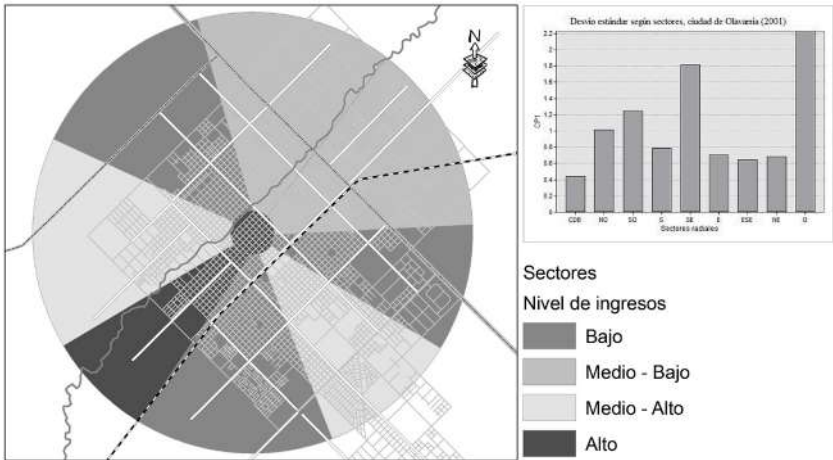 N
Desvío estándar según sectores, ciudad de Olavarría (2001)
2.2
2
1.8
1.6
1.4
1.2
1
0.8
0.6
0.4
0.2
0
CP1
CDB NO SO S SE E ESE NE O
Sectores radiales
Sectores
Nivel de ingresos
Bajo
Medio - Bajo
Medio - Alto
Alto